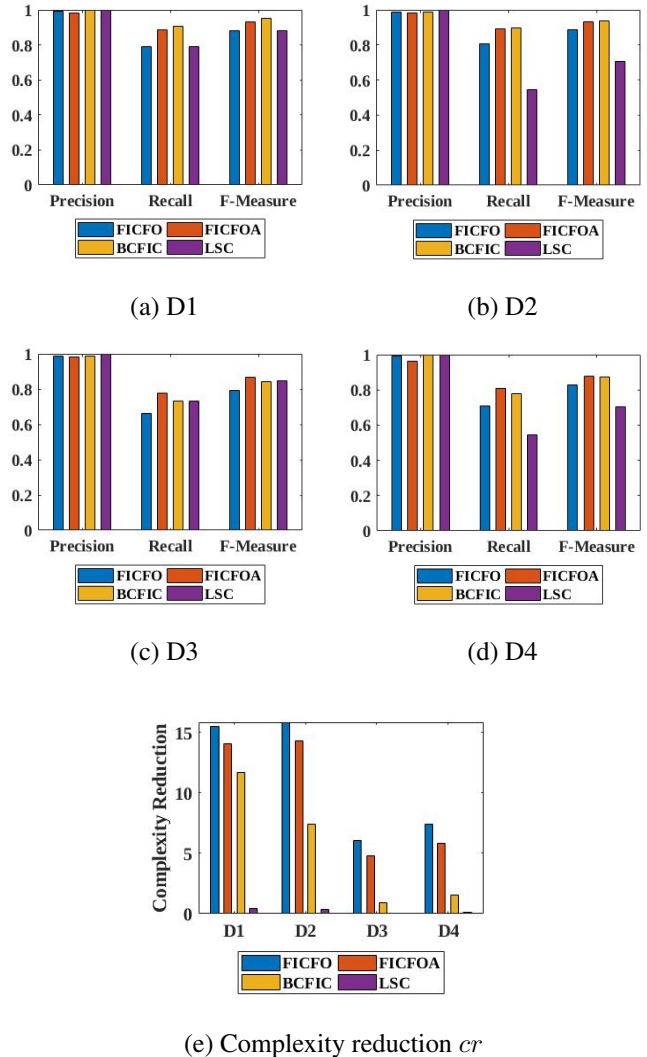 1
0.8
0.6
0.4
0.2
0
Precision Recall F-Measure
FICFO FICFOA
BCFIC LSC
(a) D1
1
0.8
0.6
0.4
0.2
0
Precision Recall F-Measure
FICFO FICFOA
BCFIC LSC
(b) D2
1
0.8
0.6
0.4
0.2
0
Precision Recall F-Measure
FICFO FICFOA
BCFIC LSC
(c) D3
1
0.8
0.6
0.4
0.2
0
Precision Recall F-Measure
FICFO FICFOA
BCFIC LSC
(d) D4
Complexity Reduction
15
10
5
0
D1 D2 D3 D4
FICFO FICFOA
BCFIC LSC
(e) Complexity reduction cr